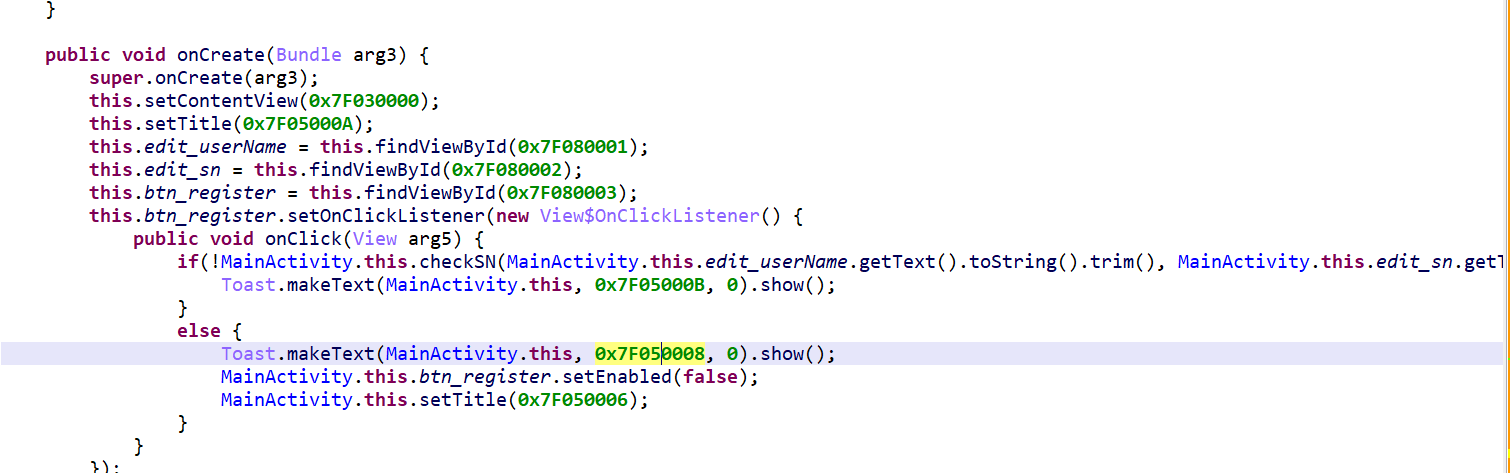 }
public void onCreate(Bundle arg3) {
super.onCreate(arg3);
this.setContentView(0x7F030000);
this.setTitle(0x7F05000A);
this.edit_userName = this.findViewById(0x7F080001);
this.edit_sn = this.findViewById(0x7F080002);
this.btn_register = this.findViewById(0x7F080003);
this.btn_register.setOnClickListener(new View$OnClickListener() {
public void onClick(View arg5) {
if(!MainActivity.this.checkSN(MainActivity.this.edit_userName.getText().toString().trim(), MainActivity.this.edit_sn.get
Toast.makeText(MainActivity.this, 0x7F05000B, 0).show();
}
else {
Toast.makeText(MainActivity.this, 0x7F050008, 0).show();
MainActivity.this.btn_register.setEnabled(false);
MainActivity.this.setTitle(0x7F050006);
}
}
});